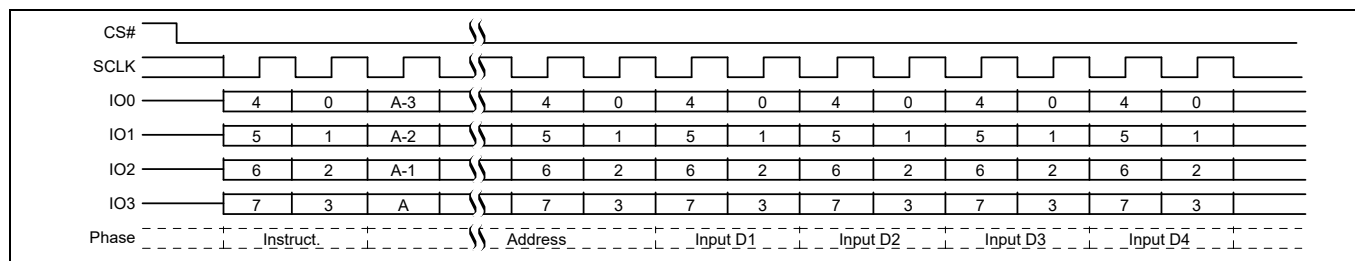 CS#
SCLK
IO0 4 0 A-3 4 0 4 0 4 0 4 0 4 0
IO1 5 1 A-2 5 1 5 1 5 1 5 1 5 1
IO2 6 2 A-1 6 2 6 2 6 2 6 2 6 2
IO3 7 3 A 7 3 7 3 7 3 7 3 7 3
Phase Instruct. Address Input D1 Input D2 Input D3 Input D4